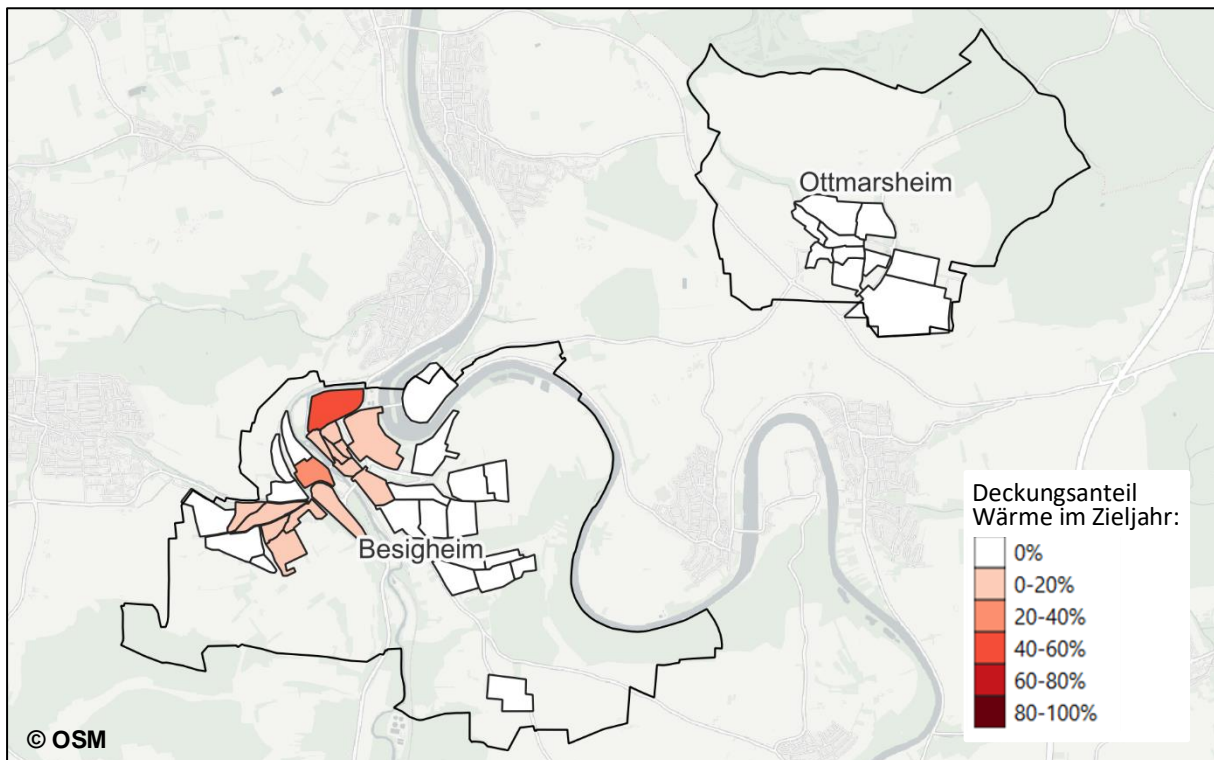 Ottmarsheim
Besigheim
Deckungsanteil
Wärme im Zieljahr:
0%
0-20%
20-40%
40-60%
60-80%
80-100%
© OSM